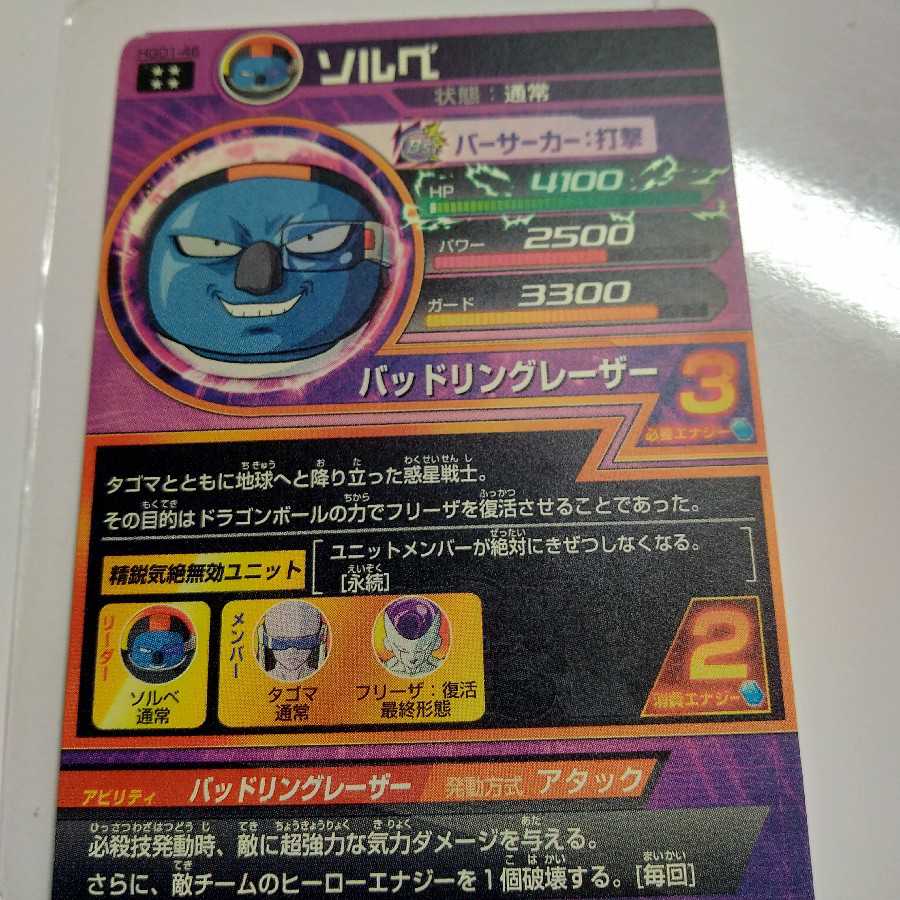 HGD1-46
ソルベ
状態：通常
バーサーカー：打撃
HP 4100
パワー 2500
ガード 3300
バッドリングレーザー
3
必要エナジー
タゴマとともに地球へと降り立った惑星戦士。
その目的はドラゴンボールの力でフリーザを復活させることであった。
精鋭気絶無効ユニット
ユニットメンバーが絶対にきぜつしなくなる。
[永続]
リーダー
ソルベ
通常
メンバー
タゴマ
通常
フリーザ：復活
最終形態
2
消費エナジー
アビリティ バッドリングレーザー 発動方式 アタック
必殺技発動時、敵に超強力な気力ダメージを与える。
さらに、敵チームのヒーローエナジーを1個破壊する。[毎回]